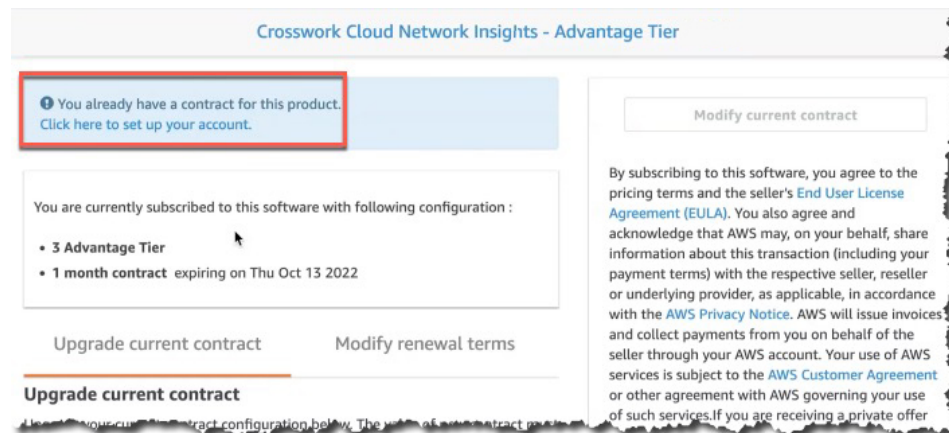 Crosswork Cloud Network Insights - Advantage Tier
You already have a contract for this product.
Click here to set up your account.
You are currently subscribed to this software with following configuration :
• 3 Advantage Tier
• 1 month contract expiring on Thu Oct 13 2022
Upgrade current contract
Modify renewal terms
Upgrade current contract
Modify current contract
By subscribing to this software, you agree to the
pricing terms and the seller's End User License
Agreement (EULA). You also agree and
acknowledge that AWS may, on your behalf, share
information about this transaction (including your
payment terms) with the respective seller, reseller
or underlying provider, as applicable, in accordance
with the AWS Privacy Notice. AWS will issue invoices
and collect payments from you on behalf of the
seller through your AWS account. Your use of AWS
services is subject to the AWS Customer Agreement
or other agreement with AWS governing your use
of such services.If you are receiving a private offer